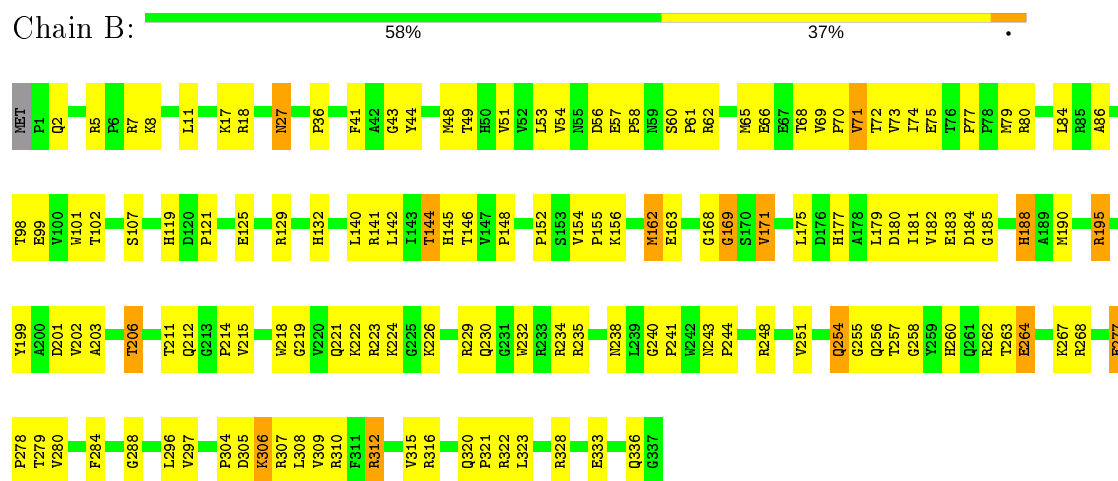 Chain B:
58% 37% •
MET P1 Q2 R5 P6 R7 K8 L11 K17 R18 N27 P36 F41 A42 G43 Y44 M48 T49 H50 V51 V52 L53 V54 N55 D56 E57 P58 N59 S60 P61 R62 M65 E66 E67 T68 V69 P70 V71 T72 V73 I74 E75 T76 P77 P78 M79 R80 L84 R85 A86
T98 E99 V100 W101 T102 S107 H119 D120 P121 E125 R129 H132 L140 R141 L142 I143 T144 H145 T146 V147 P148 P152 S153 V154 P155 K156 M162 E163 G168 G169 S170 V171 L175 D176 H177 A178 L179 D180 I181 V182 E183 D184 G185 H188 A189 M190 R195
Y199 A200 D201 V202 A203 T206 T211 Q212 G213 P214 V215 W218 G219 V220 Q221 K222 R223 K224 G225 K226 R229 Q230 G231 W232 R233 R234 R235 N238 L239 G240 P241 W242 N243 P244 R248 V251 Q254 G255 Q256 T257 G258 Y259 H260 Q261 R262 T263 E264 K267 R268 F277
P278 T279 V280 F284 G288 L296 V297 P304 D305 K306 R307 L308 V309 R310 F311 R312 V315 R316 Q320 P321 R322 L323 R328 E333 Q336 G337